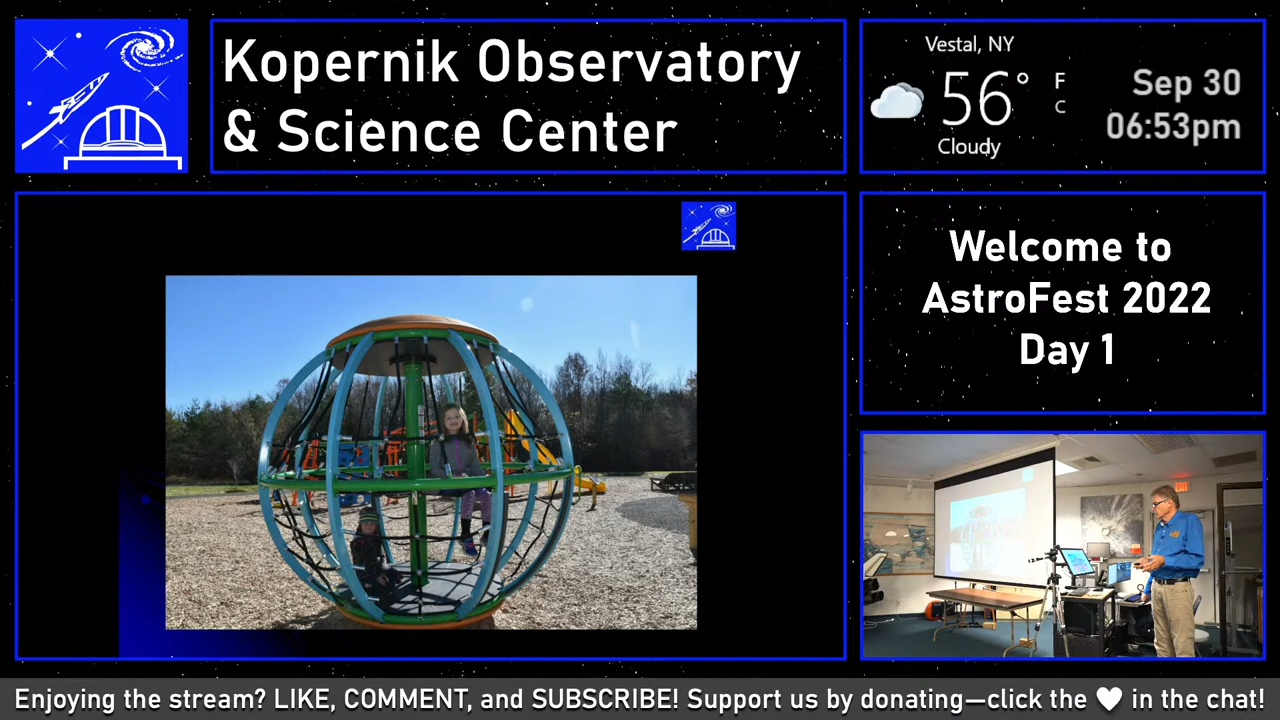 Kopernik Observatory
& Science Center
Vestal, NY
56° F
C
Cloudy
Sep 30
06:53pm
Welcome to
AstroFest 2022
Day 1
EXIT
Enjoying the stream? LIKE, COMMENT, and SUBSCRIBE! Support us by donating—click the ♥ in the chat!